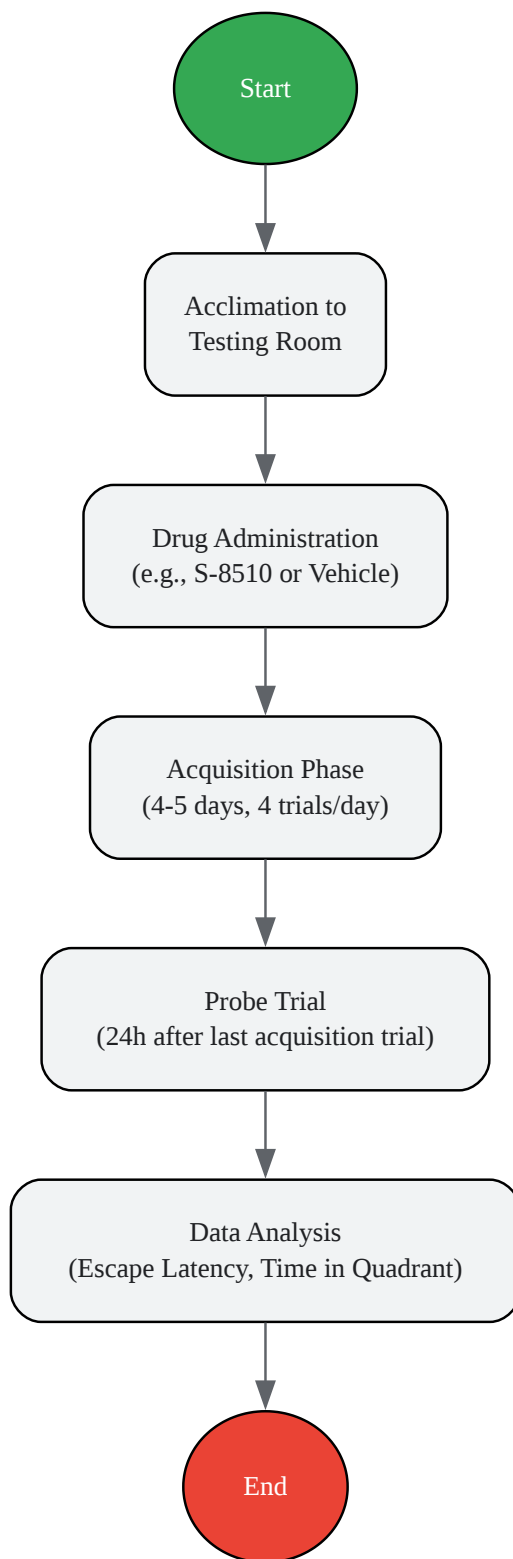 Start
Acclimation to
Testing Room
Drug Administration
(e.g., S-8510 or Vehicle)
Acquisition Phase
(4-5 days, 4 trials/day)
Probe Trial
(24h after last acquisition trial)
Data Analysis
(Escape Latency, Time in Quadrant)
End